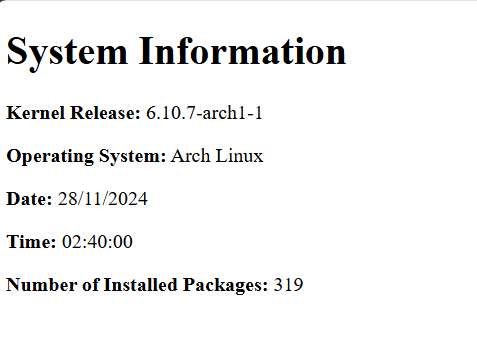 System Information
Kernel Release: 6.10.7-arch1-1
Operating System: Arch Linux
Date: 28/11/2024
Time: 02:40:00
Number of Installed Packages: 319